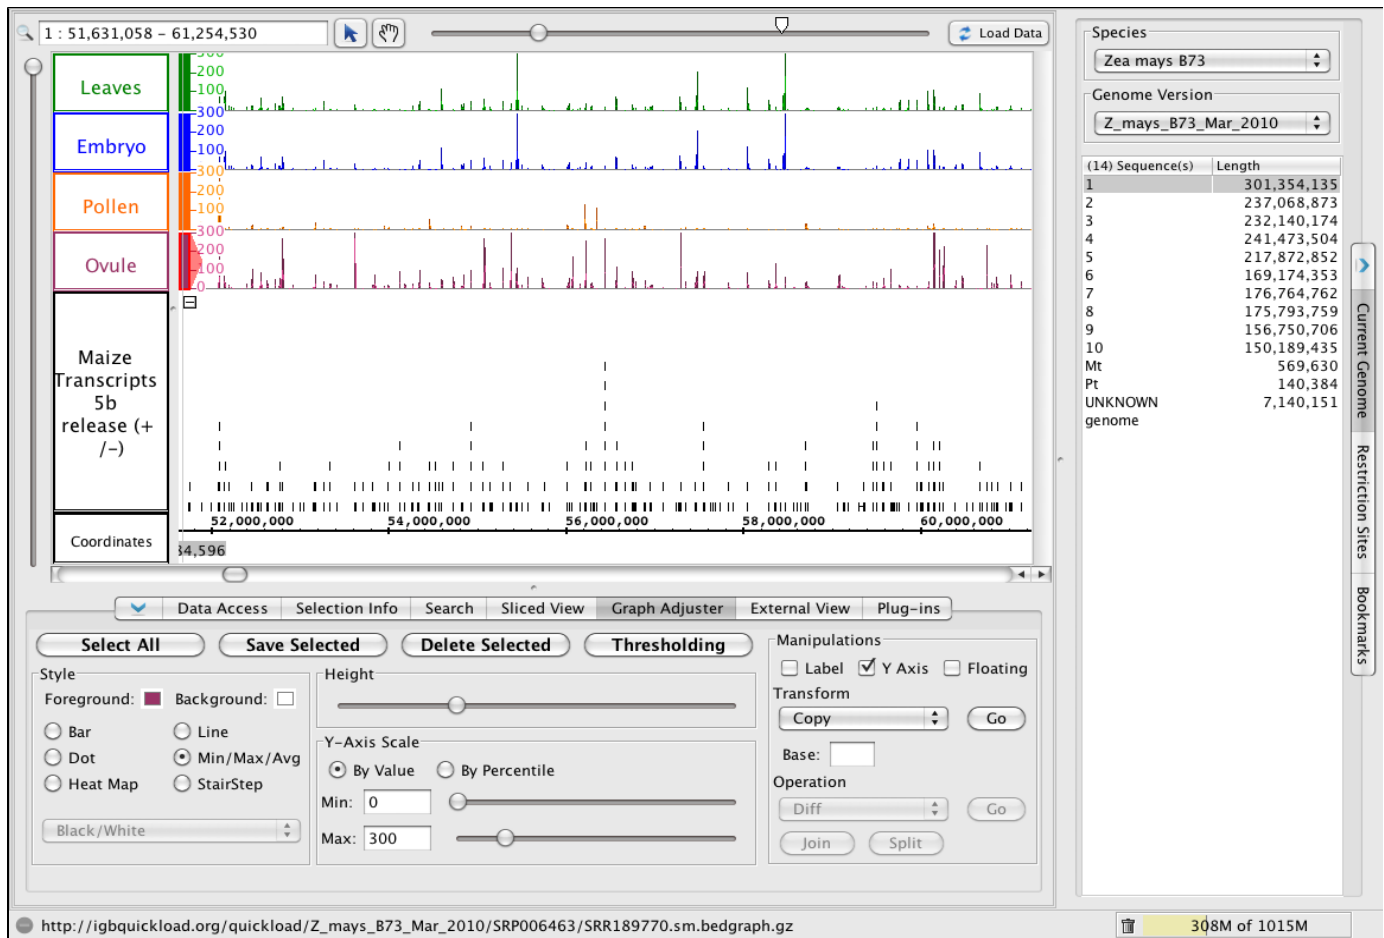 1 : 51,631,058 - 61,254,530
Load Data
Leaves
200
100
Embryo
300
200
100
Pollen
300
200
100
Ovule
300
200
100
0
Maize
Transcripts
5b
release (+
/-)
52,000,000 54,000,000 56,000,000 58,000,000 60,000,000
Coordinates
34,596
Data Access Selection Info Search Sliced View Graph Adjuster External View Plug-ins
Select All Save Selected Delete Selected Thresholding
Style
Foreground: Background:
Bar Line
Dot Min/Max/Avg
Heat Map StairStep
Black/White
Height
Y-Axis Scale
By Value By Percentile
Min: 0
Max: 300
Manipulations
Label Y Axis Floating
Transform
Copy Go
Base:
Operation
Diff Go
Join Split
Species
Zea mays B73
Genome Version
Z_mays_B73_Mar_2010
(14) Sequence(s) Length
1 301,354,135
2 237,068,873
3 232,140,174
4 241,473,504
5 217,872,852
6 169,174,353
7 176,764,762
8 175,793,759
9 156,750,706
10 150,189,435
Mt 569,630
Pt 140,384
UNKNOWN 7,140,151
genome
Current Genome
Restriction Sites
Bookmarks
http://igbquickload.org/quickload/Z_mays_B73_Mar_2010/SRP006463/SRR189770.sm.bedgraph.gz
308M of 1015M